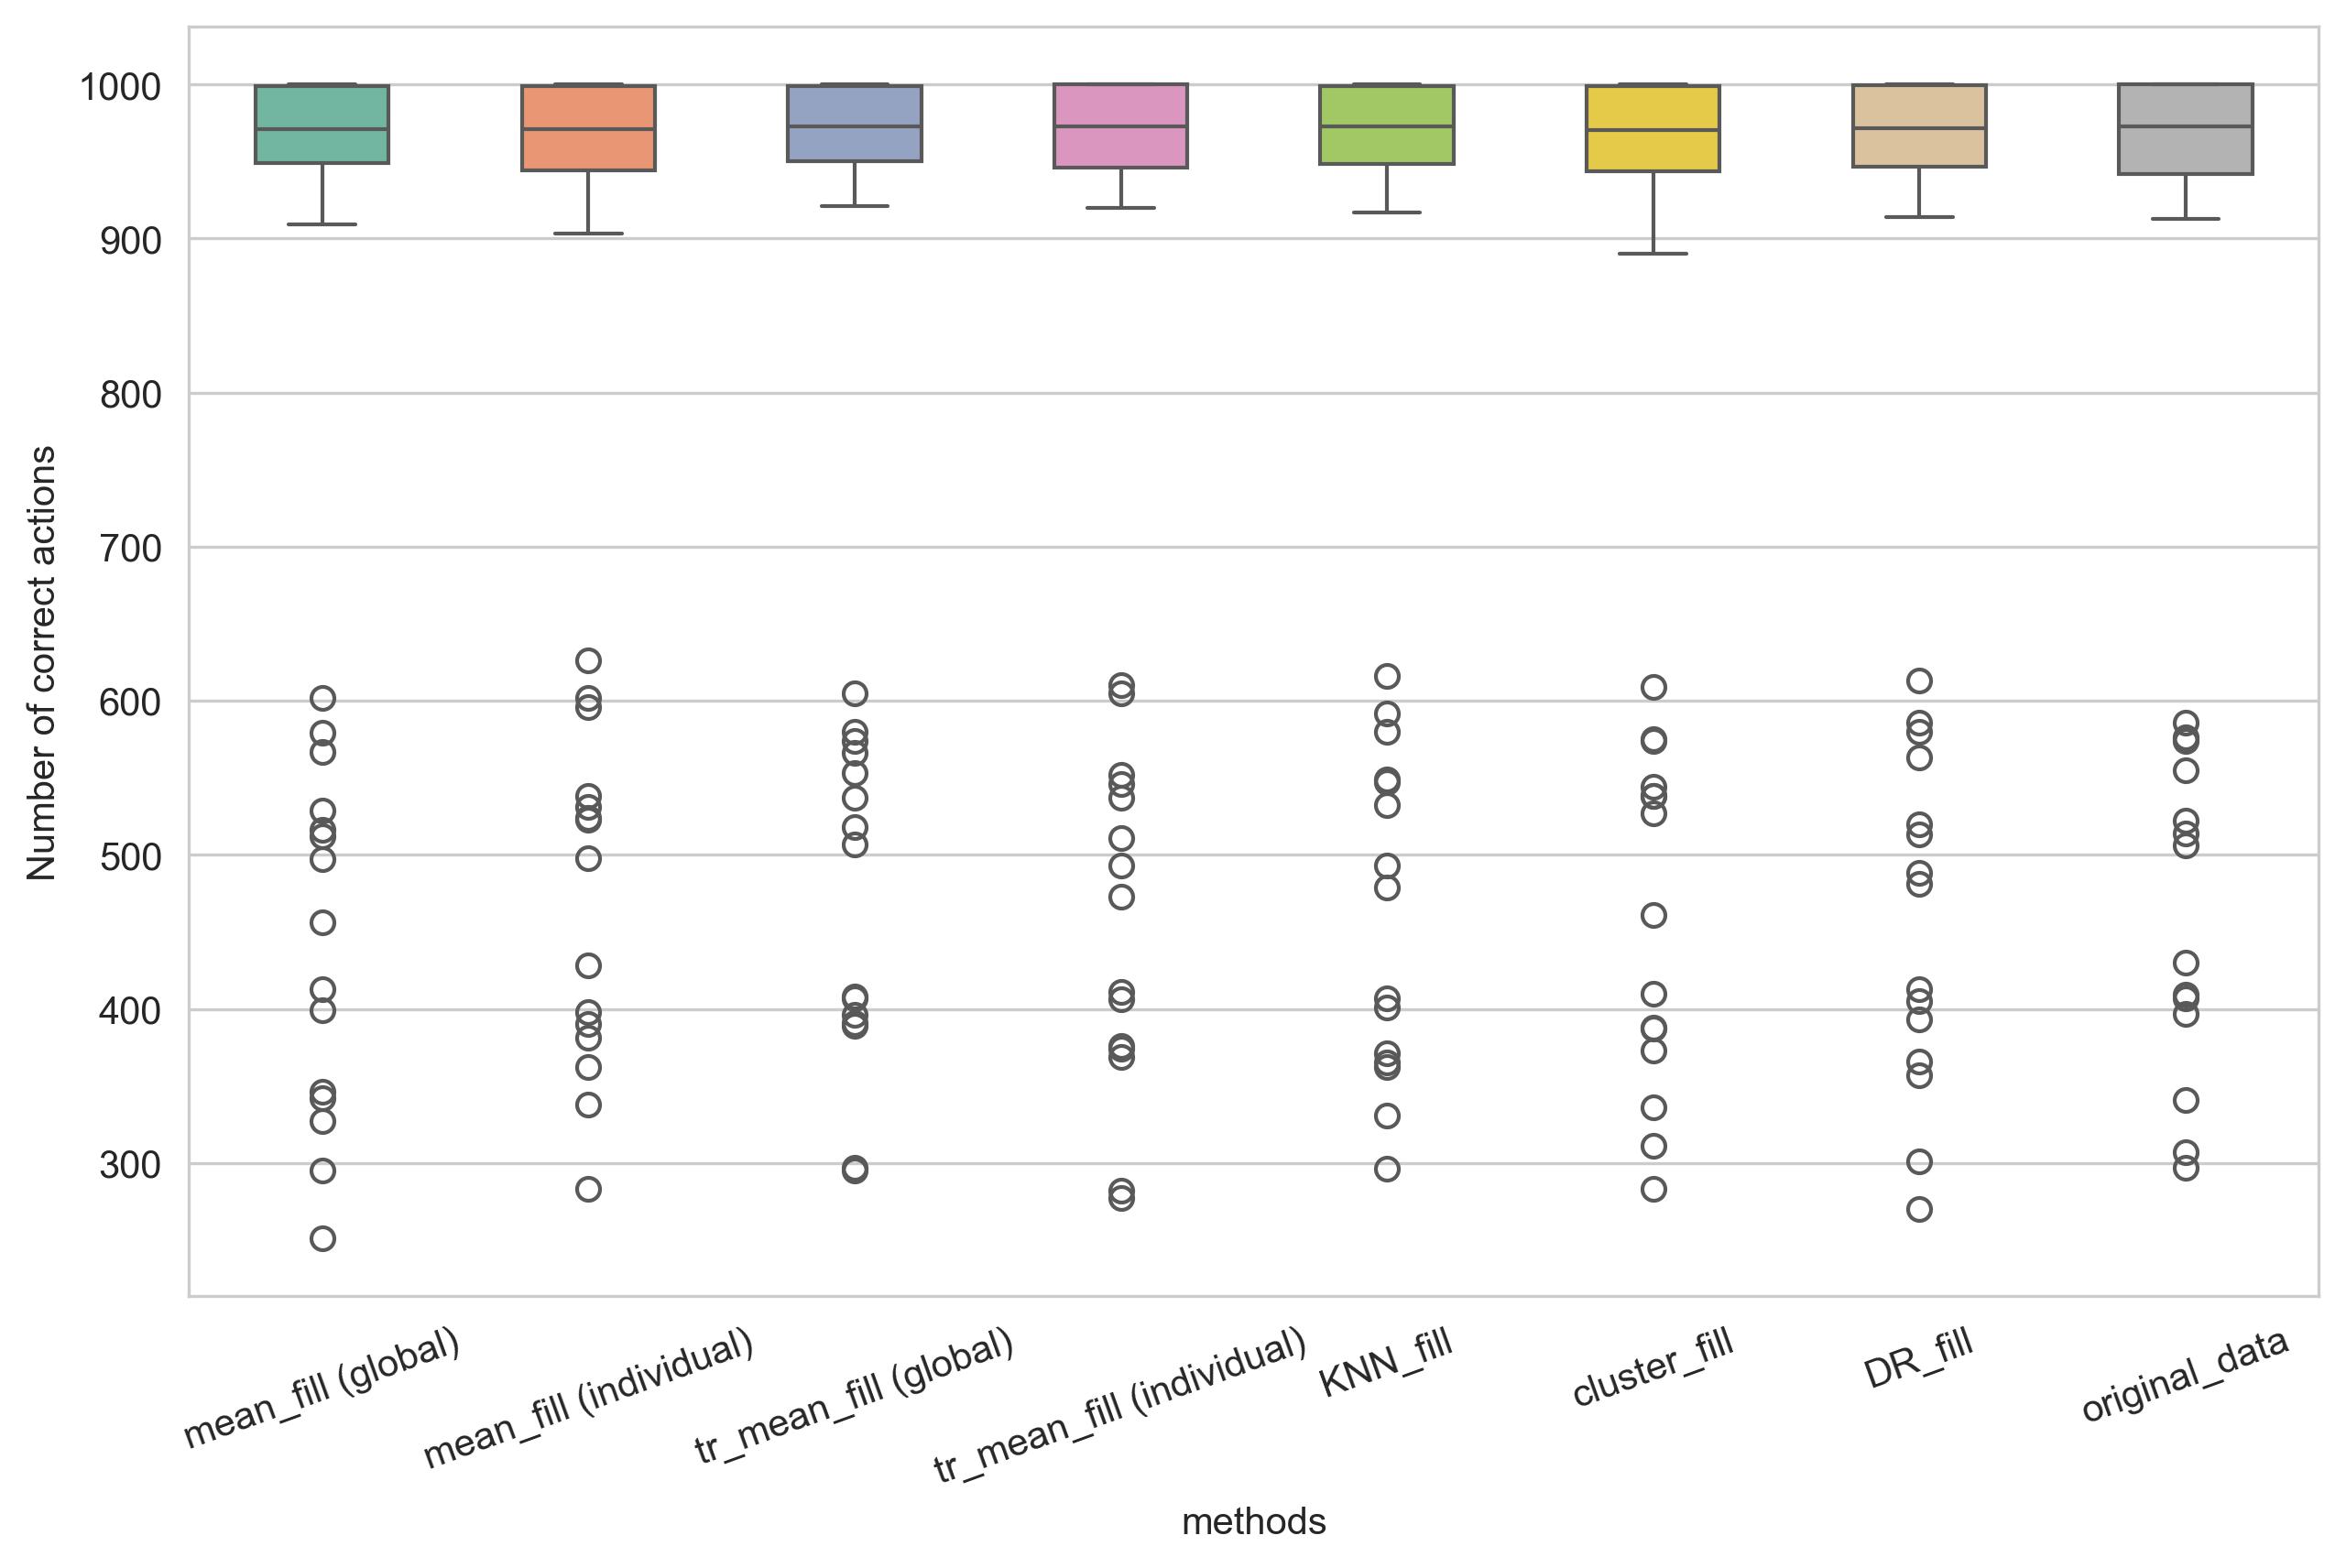 Number of correct actions
1000
900
800
700
600
500
400
300
mean_fill (global)
mean_fill (individual)
tr_mean_fill (global)
tr_mean_fill (individual)
KNN_fill
cluster_fill
DR_fill
original_data
methods